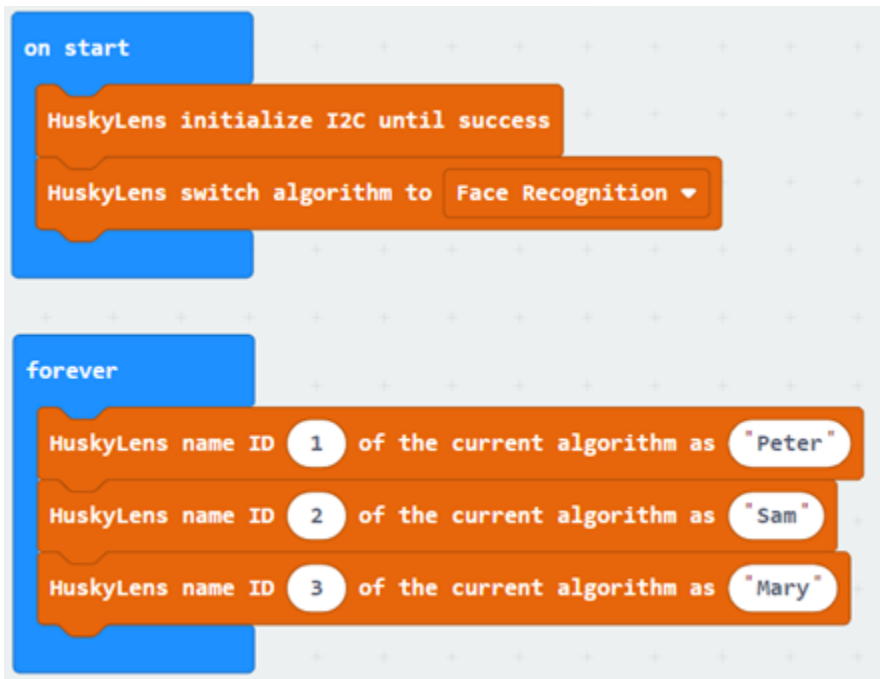 on start
HuskyLens initialize I2C until success
HuskyLens switch algorithm to Face Recognition
forever
HuskyLens name ID 1 of the current algorithm as "Peter"
HuskyLens name ID 2 of the current algorithm as "Sam"
HuskyLens name ID 3 of the current algorithm as "Mary"